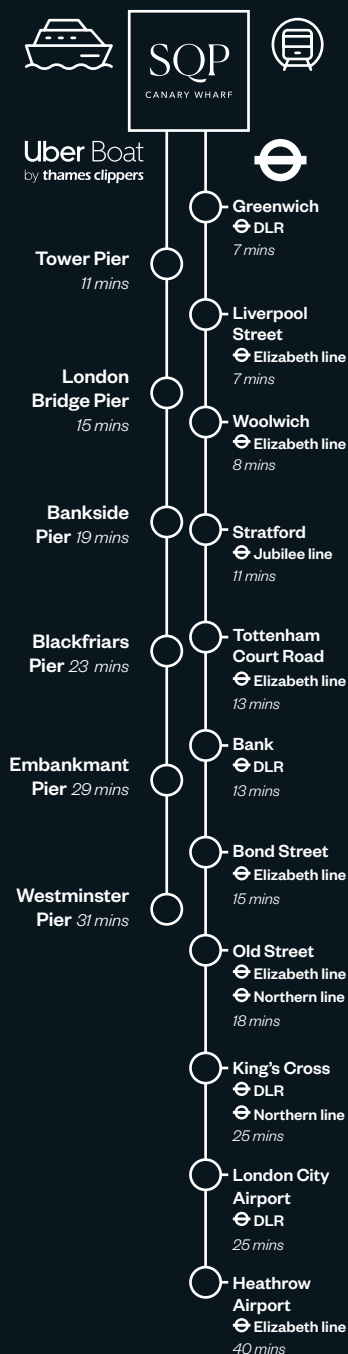 SQP
CANARY WHARF
Uber Boat
by thames clippers
Tower Pier
11 mins
London
Bridge Pier
15 mins
Bankside
Pier 19 mins
Blackfriars
Pier 23 mins
Embankmant
Pier 29 mins
Westminster
Pier 31 mins
Greenwich
DLR
7 mins
Liverpool
Street
Elizabeth line
7 mins
Woolwich
Elizabeth line
8 mins
Stratford
Jubilee line
11 mins
Tottenham
Court Road
Elizabeth line
13 mins
Bank
DLR
13 mins
Bond Street
Elizabeth line
15 mins
Old Street
Elizabeth line
Northern line
18 mins
King's Cross
DLR
Northern line
25 mins
London City
Airport
DLR
25 mins
Heathrow
Airport
Elizabeth line
40 mins